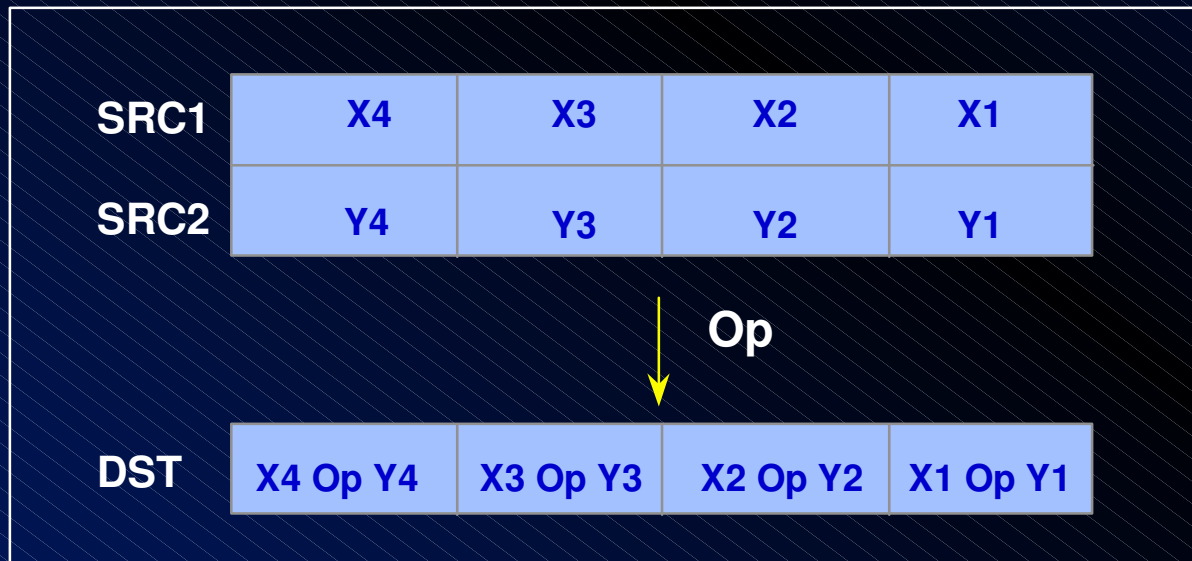 SRC1 X4 X3 X2 X1
SRC2 Y4 Y3 Y2 Y1
Op
DST X4 Op Y4 X3 Op Y3 X2 Op Y2 X1 Op Y1